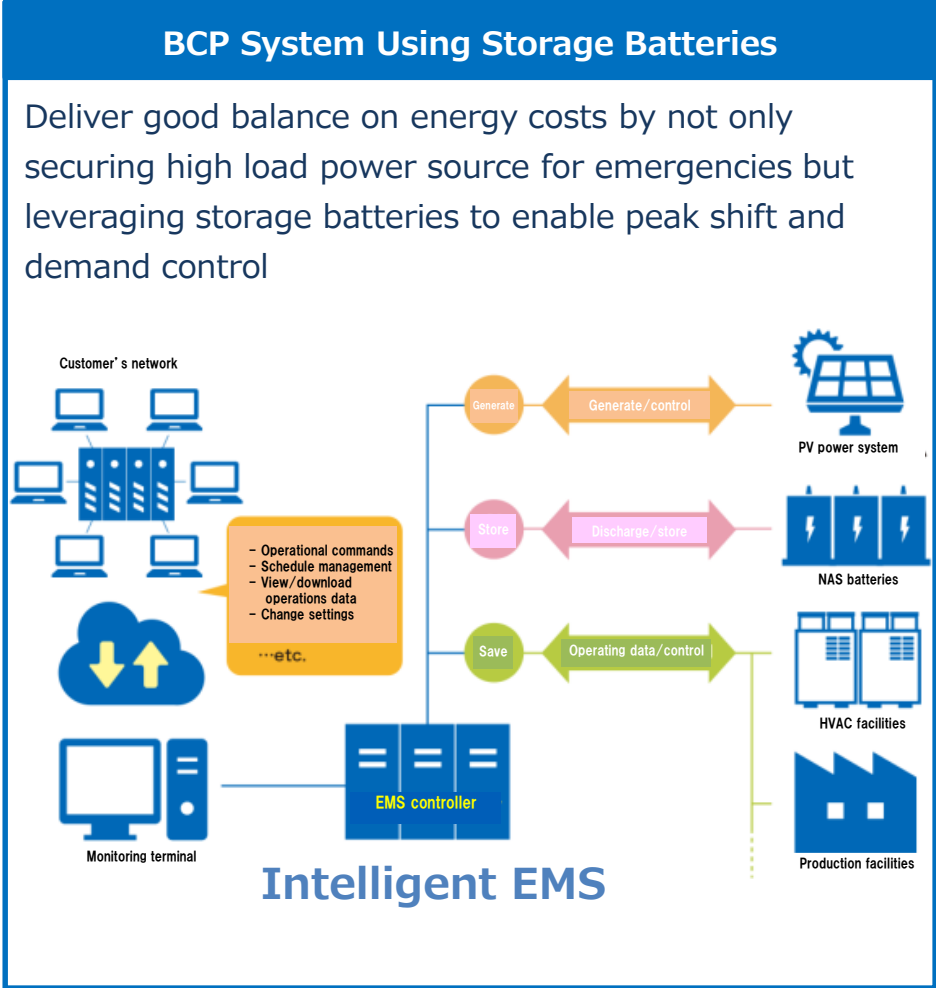 BCP System Using Storage Batteries
Deliver good balance on energy costs by not only
securing high load power source for emergencies but
leveraging storage batteries to enable peak shift and
demand control
Customer's network
- Operational commands
- Schedule management
- View/download
operations data
- Change settings
…etc.
Monitoring terminal
EMS controller
Intelligent EMS
Generate
Generate/control
PV power system
Store
Discharge/store
NAS batteries
Save
Operating data/control
HVAC facilities
Production facilities